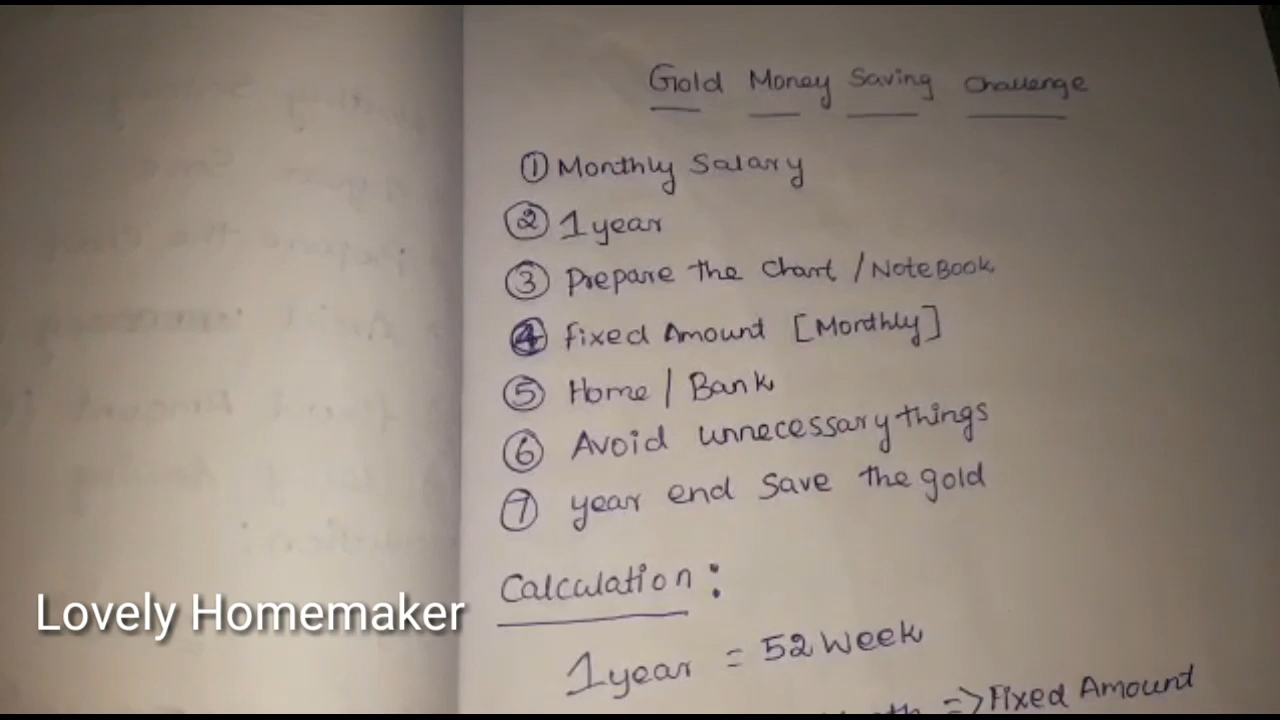 Gold Money Saving Challenge
① Monthly Salary
② 1 year
③ Prepare the chart / NoteBook
④ Fixed Amount [Monthly]
⑤ Home / Bank
⑥ Avoid unnecessary things
⑦ year end save the gold
Calculation :
1 year = 52 Week
=> Fixed Amount
Lovely Homemaker